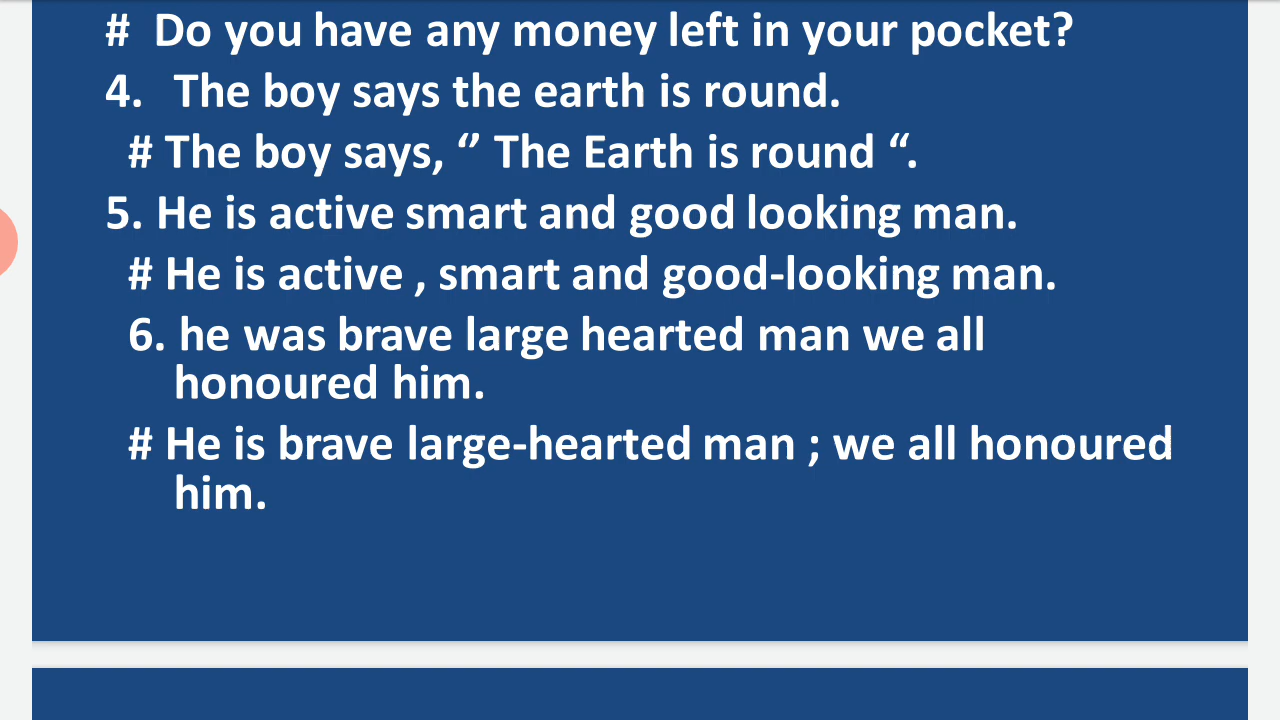 # Do you have any money left in your pocket?
4. The boy says the earth is round.
# The boy says, ‘’ The Earth is round “.
5. He is active smart and good looking man.
# He is active , smart and good-looking man.
6. he was brave large hearted man we all
honoured him.
# He is brave large-hearted man ; we all honoured
him.